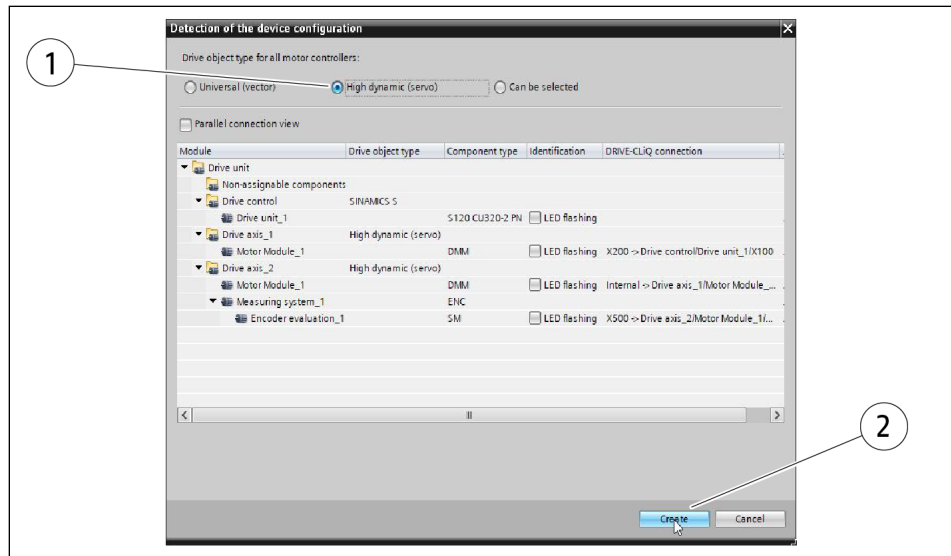 Detection of the device configuration
1
Drive object type for all motor controllers:
Universal (vector) High dynamic (servo) Can be selected
Parallel connection view
Module Drive object type Component type Identification DRIVE-CLiQ connection
Drive unit
Non-assignable components
Drive control SINAMICS S
Drive unit_1 S120 CU320-2 PN LED flashing
Drive axis_1 High dynamic (servo)
Motor Module_1 DMM LED flashing X200 -> Drive control/Drive unit_1/X100
Drive axis_2 High dynamic (servo)
Motor Module_1 DMM LED flashing Internal -> Drive axis_1/Motor Module_...
Measuring system_1 ENC
Encoder evaluation_1 SM LED flashing X500 -> Drive axis_2/Motor Module_1/...
2
Create Cancel